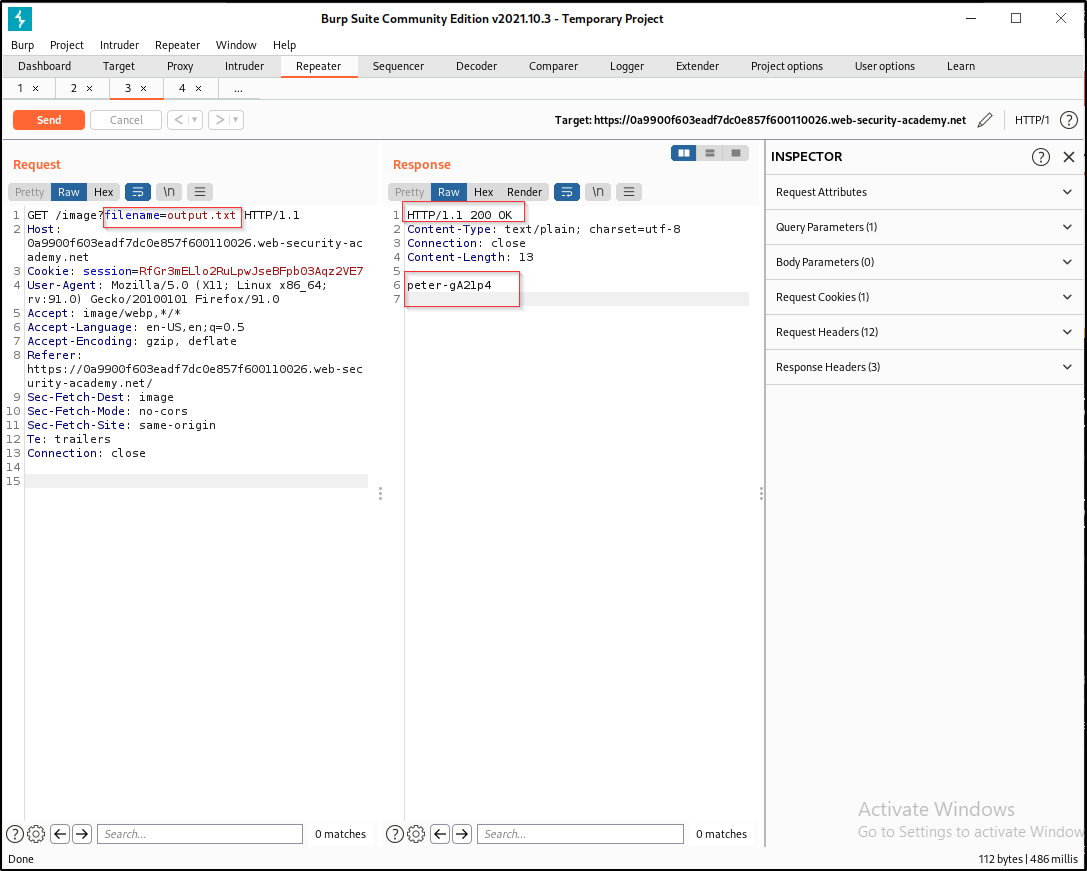 Burp Suite Community Edition v2021.10.3 - Temporary Project
Burp Project Intruder Repeater Window Help
Dashboard Target Proxy Intruder Repeater Sequencer Decoder Comparer Logger Extender Project options User options Learn
1 × 2 × 3 × 4 × ...
Send Cancel < > Target: https://0a9900f603eadf7dc0e857f600110026.web-security-academy.net HTTP/1 ?
Request
Pretty Raw Hex \n
1 GET /image?filename=output.txt HTTP/1.1
2 Host:
0a9900f603eadf7dc0e857f600110026.web-security-ac
ademy.net
3 Cookie: session=RfGr3mELlo2RuLpwJseBFpb03Aqz2VE7
4 User-Agent: Mozilla/5.0 (X11; Linux x86_64;
rv:91.0) Gecko/20100101 Firefox/91.0
5 Accept: image/webp,*/*
6 Accept-Language: en-US,en;q=0.5
7 Accept-Encoding: gzip, deflate
8 Referer:
https://0a9900f603eadf7dc0e857f600110026.web-sec
urity-academy.net/
9 Sec-Fetch-Dest: image
10 Sec-Fetch-Mode: no-cors
11 Sec-Fetch-Site: same-origin
12 Te: trailers
13 Connection: close
14
15
? Search... 0 matches
Response
Pretty Raw Hex Render \n
1 HTTP/1.1 200 OK
2 Content-Type: text/plain; charset=utf-8
3 Connection: close
4 Content-Length: 13
5
6 peter-gA2lp4
7
? Search... 0 matches
INSPECTOR ?
Request Attributes
Query Parameters (1)
Body Parameters (0)
Request Cookies (1)
Request Headers (12)
Response Headers (3)
Activate Windows
Go to Settings to activate Window
Done
112 bytes | 486 millis